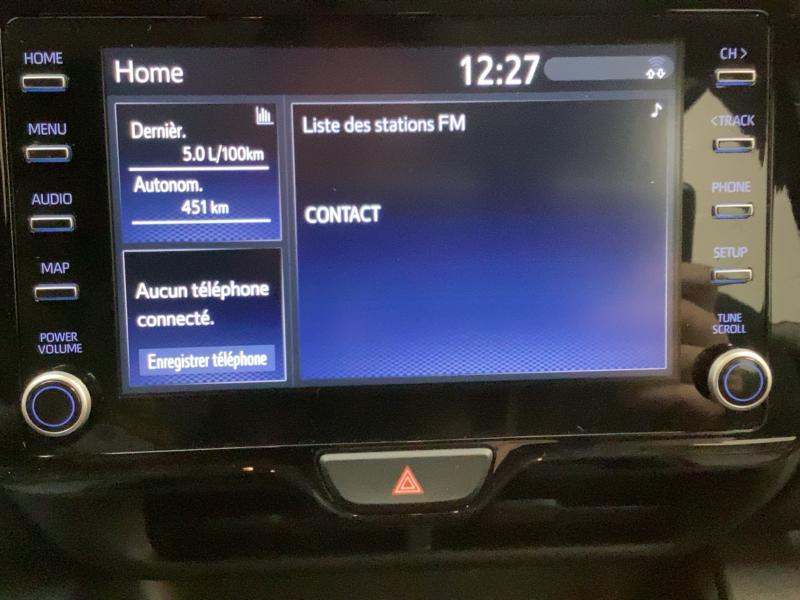 HOME
MENU
AUDIO
MAP
POWER
VOLUME
Home
12:27
Dernièr.
5.0 L/100km
Autonom.
451 km
Aucun téléphone
connecté.
Enregistrer téléphone
Liste des stations FM
CONTACT
CH >
< TRACK
PHONE
SETUP
TUNE
SCROLL